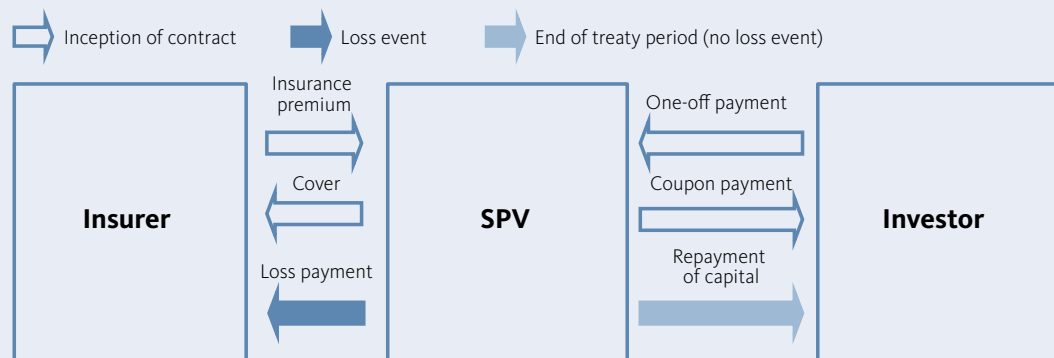 Inception of contract
Loss event
End of treaty period (no loss event)
Insurance
premium
One-off payment
Cover
Coupon payment
Insurer
SPV
Investor
Loss payment
Repayment
of capital